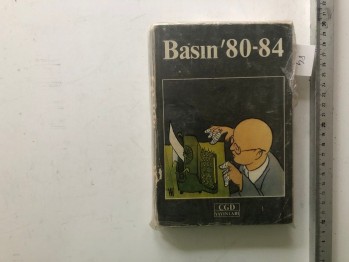 Basın '80-84
ÇGD
YAYINLARI